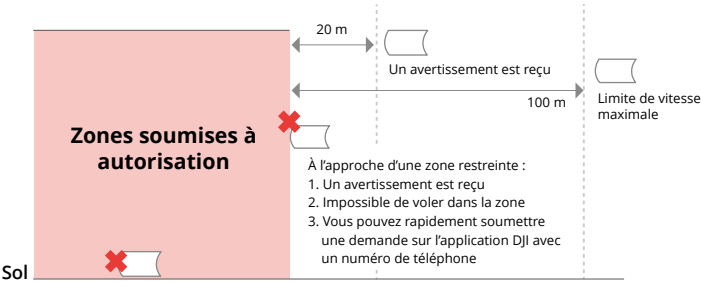 20 m
Un avertissement est reçu
100 m
Limite de vitesse
maximale
Zones soumises à
autorisation
À l’approche d’une zone restreinte :
1. Un avertissement est reçu
2. Impossible de voler dans la zone
3. Vous pouvez rapidement soumettre
une demande sur l’application DJI avec
un numéro de téléphone
Sol